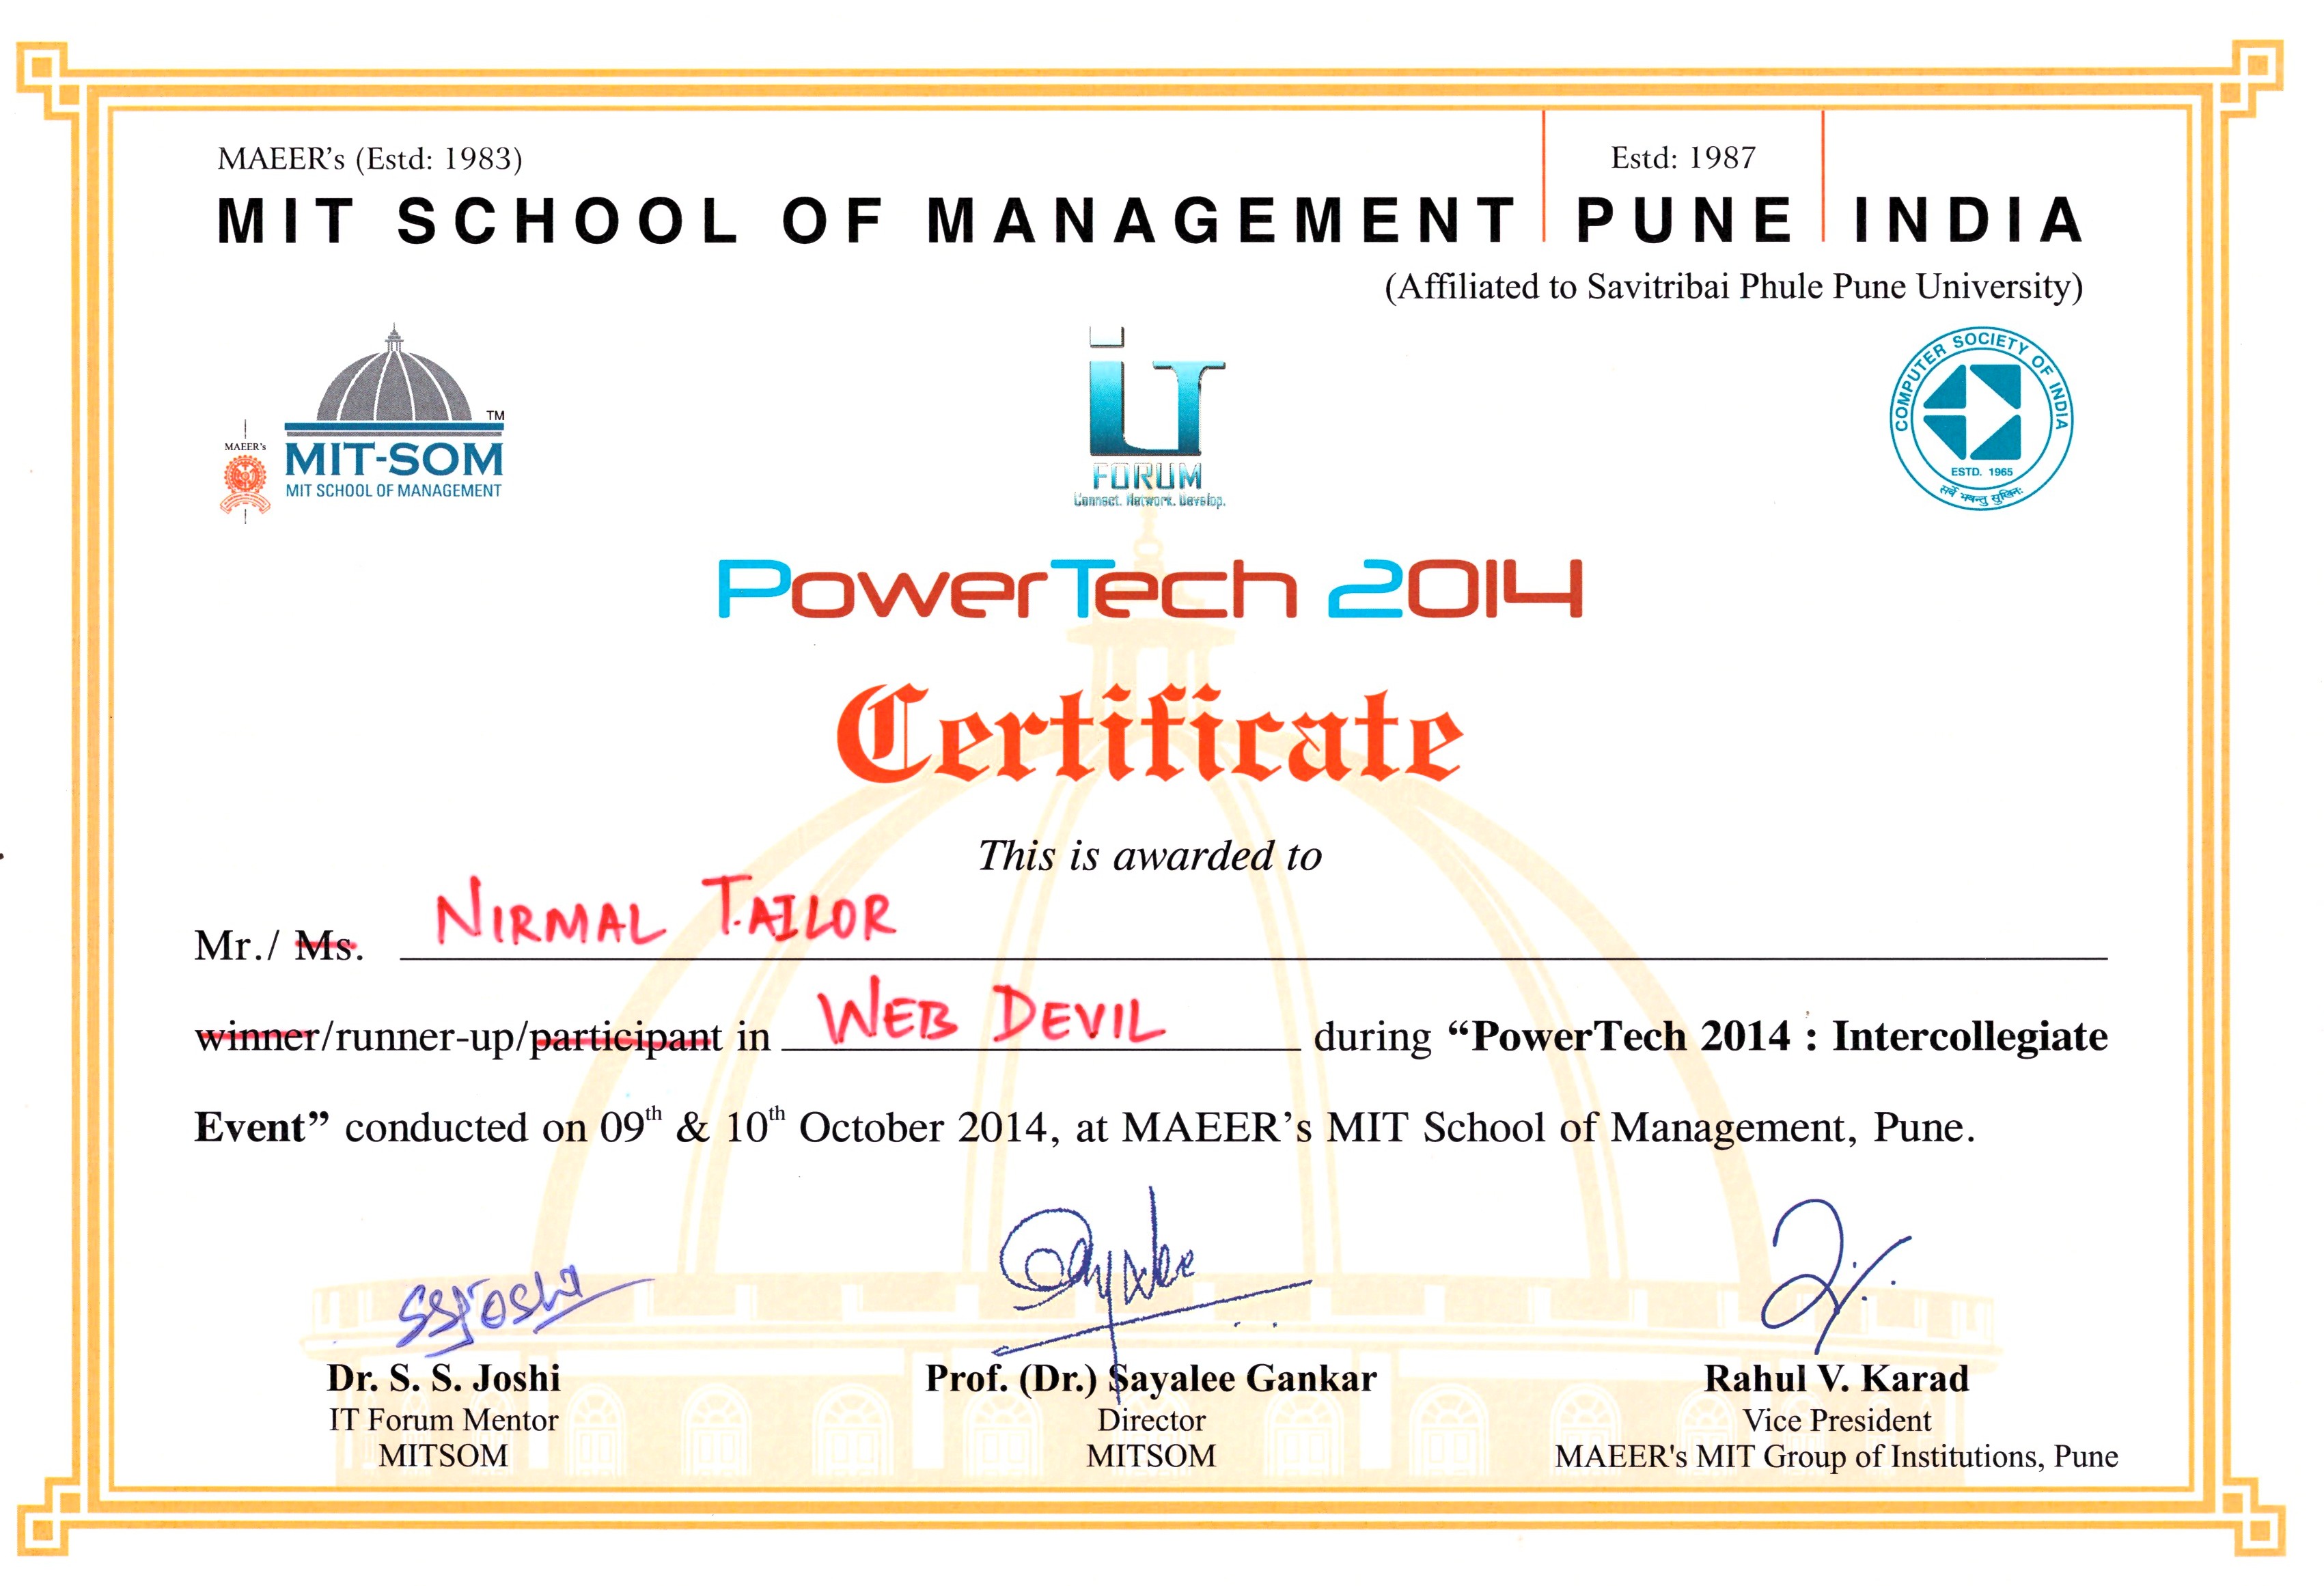 MAEER's (Estd: 1983)
Estd: 1987
MIT SCHOOL OF MANAGEMENT PUNE INDIA
(Affiliated to Savitribai Phule Pune University)
MAEER's
TM
MIT-SOM
MIT SCHOOL OF MANAGEMENT
iT
FORUM
Connect. Network. Develop.
COMPUTER SOCIETY OF INDIA
ESTD. 1965
सर्वे भवन्तु सुखिनः
PowerTech 2014
Certificate
This is awarded to
Mr./ Ms. NIRMAL TAILOR
winner/runner-up/participant in WEB DEVIL during “PowerTech 2014 : Intercollegiate
Event” conducted on 09th & 10th October 2014, at MAEER’s MIT School of Management, Pune.
SSJoshi
Sayalee
Dr. S. S. Joshi
IT Forum Mentor
MITSOM
Prof. (Dr.) Sayalee Gankar
Director
MITSOM
Rahul V. Karad
Vice President
MAEER's MIT Group of Institutions, Pune